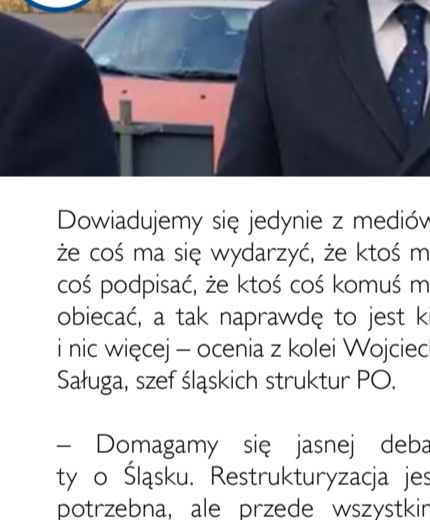 Dowiadujemy się jedynie z mediów
że coś ma się wydarzyć, że ktoś m
coś podpisać, że ktoś coś komuś m
obiecać, a tak naprawdę to jest ki
i nic więcej – ocenia z kolei Wojciec
Saługa, szef śląskich struktur PO.
– Domagamy się jasnej deba
ty o Śląsku. Restrukturyzacja jes
potrzebna, ale przede wszystkim